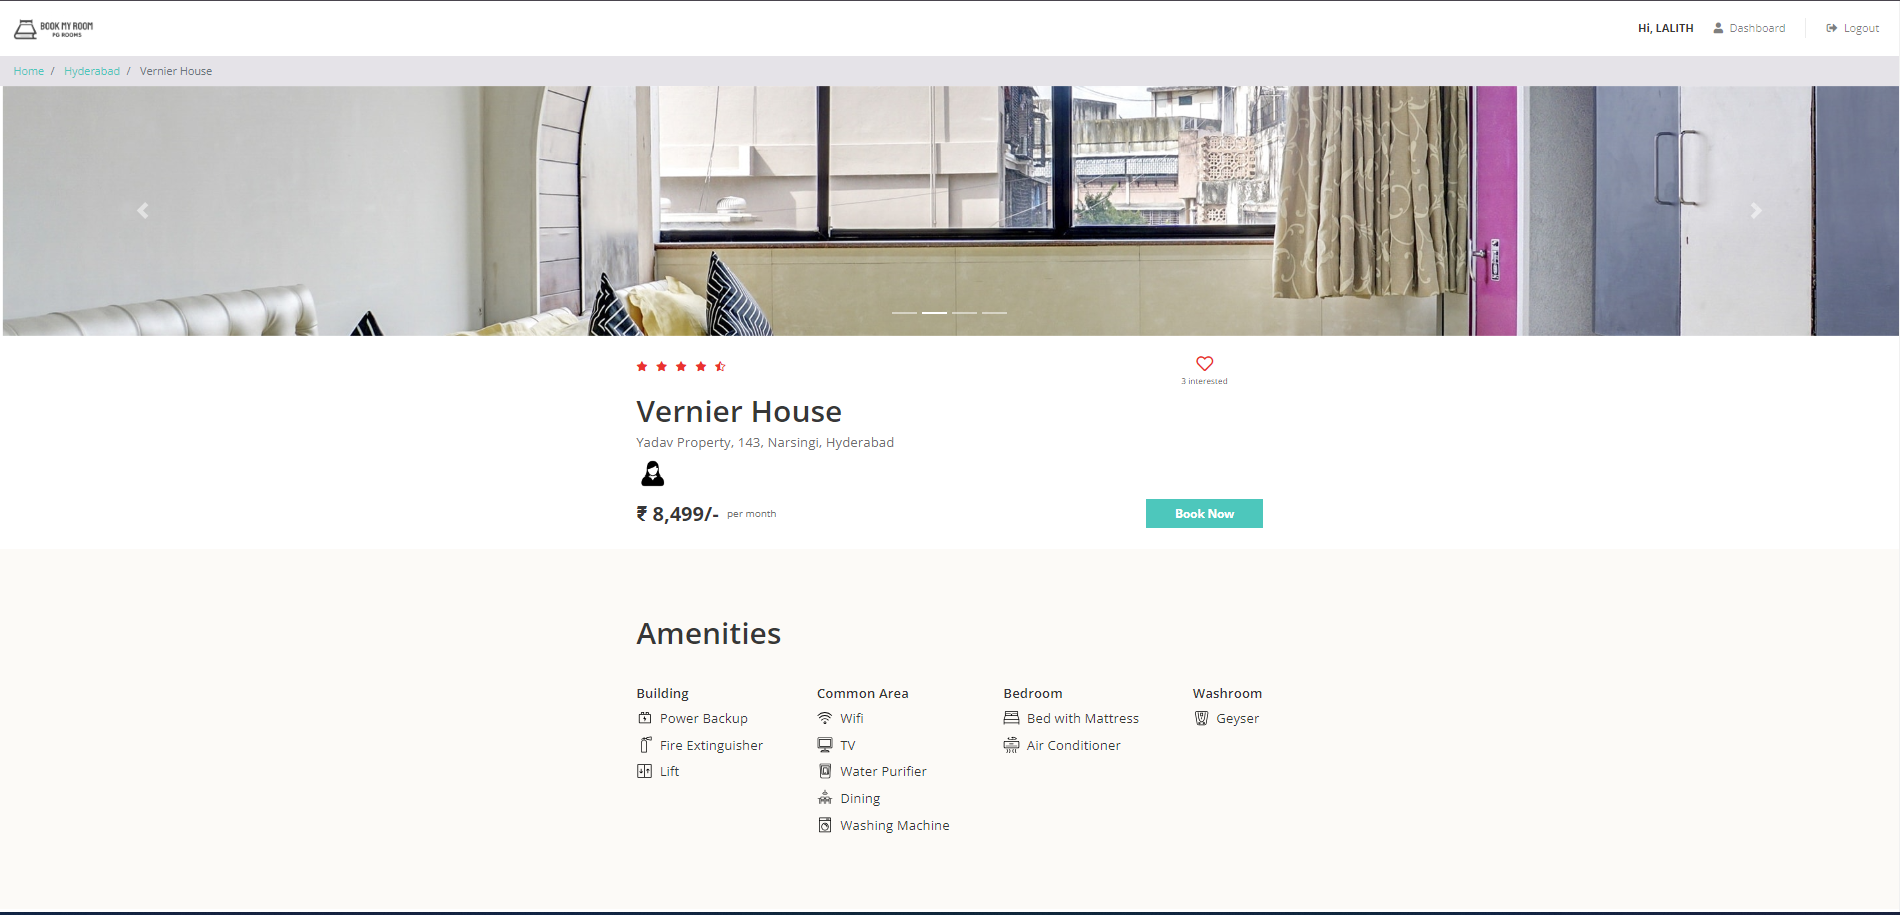 BOOK MY ROOM
PG ROOMS
Hi, LALITH Dashboard Logout
Home / Hyderabad / Vernier House
3 interested
Vernier House
Yadav Property, 143, Narsingi, Hyderabad
₹ 8,499/- per month
Book Now
Amenities
Building
Power Backup
Fire Extinguisher
Lift
Common Area
Wifi
TV
Water Purifier
Dining
Washing Machine
Bedroom
Bed with Mattress
Air Conditioner
Washroom
Geyser